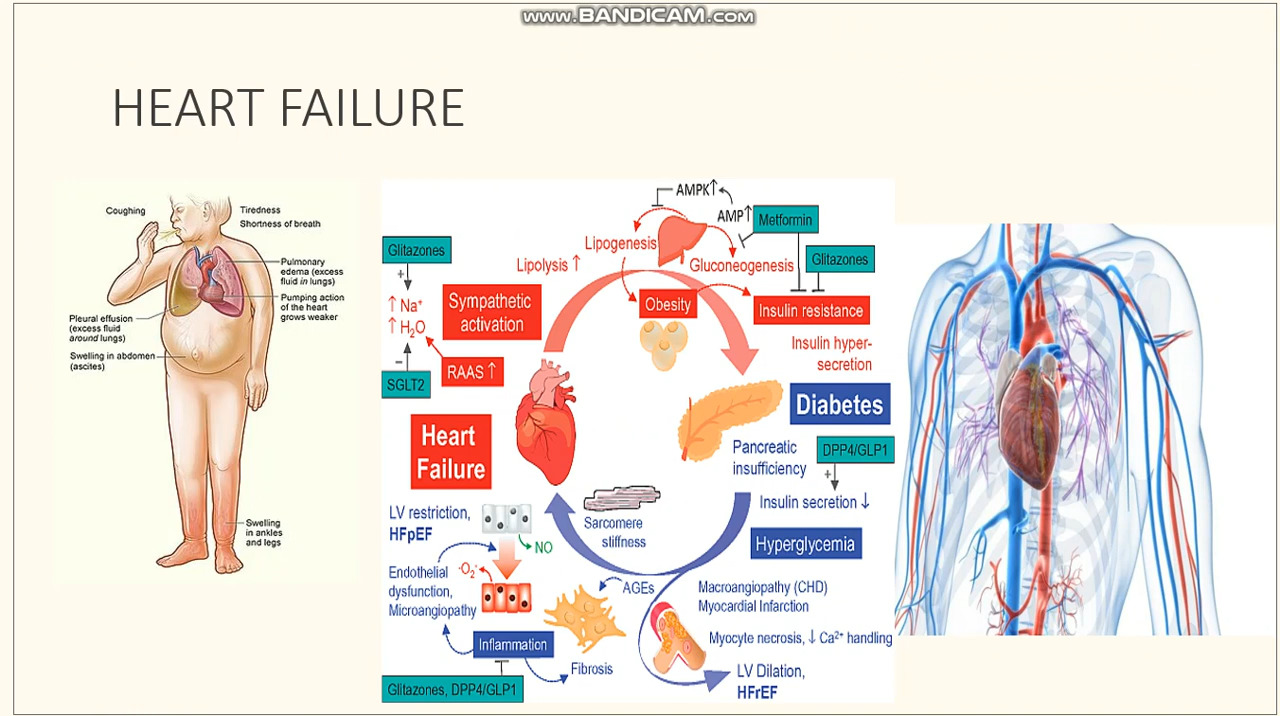 www.BANDICAM.com
HEART FAILURE
Coughing
Tiredness
Shortness of breath
Pulmonary
edema (excess
fluid in lungs)
Pumping action
of the heart
grows weaker
Pleural effusion
(excess fluid
around lungs)
Swelling in abdomen
(ascites)
Swelling
in ankles
and legs
AMPK↑
AMP↑
Metformin
Glitazones
Lipogenesis
Lipolysis ↑
Gluconeogenesis
Glitazones
+
↑ Na⁺
↑ H₂O
–
SGLT2
Sympathetic
activation
RAAS ↑
Obesity
Insulin resistance
Insulin hyper-
secretion
Diabetes
Heart
Failure
Pancreatic
insufficiency
DPP4/GLP1
+
Insulin secretion ↓
Hyperglycemia
LV restriction,
HFpEF
NO
Sarcomere
stiffness
Endothelial
dysfunction,
Microangiopathy
·O₂⁻
AGEs
Macroangiopathy (CHD)
Myocardial Infarction
Myocyte necrosis, ↓ Ca²⁺ handling
Inflammation
Fibrosis
LV Dilation,
HFrEF
Glitazones, DPP4/GLP1